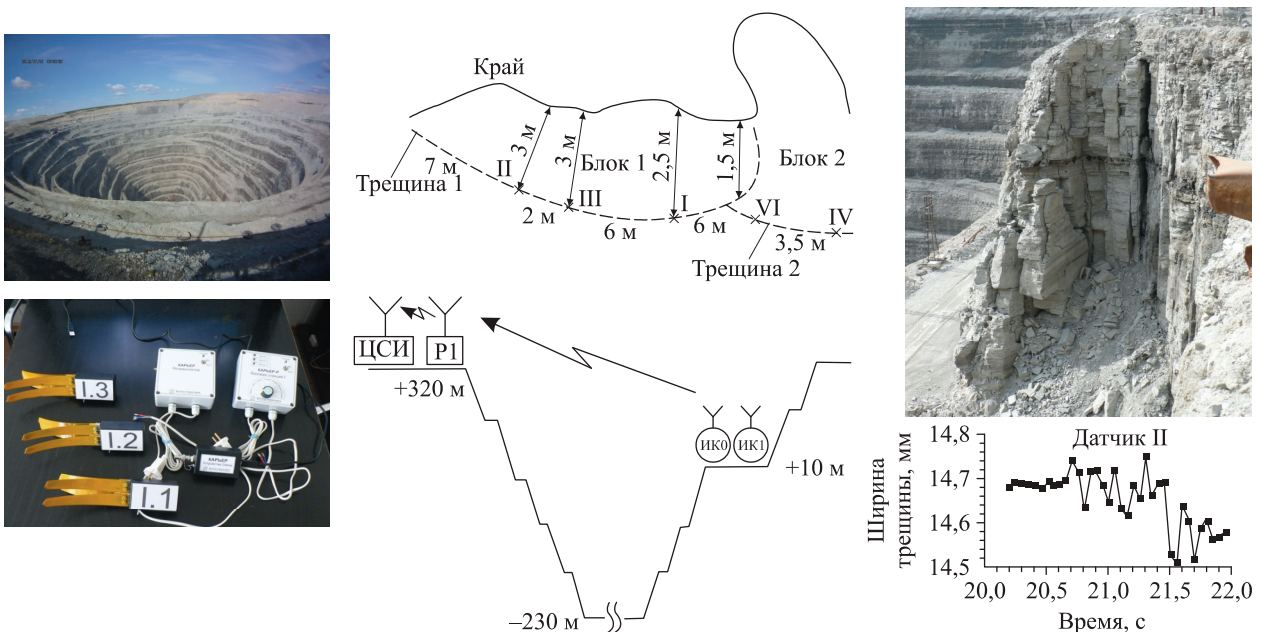 Край
3 м
3 м
Блок 1
2,5 м
1,5 м
Блок 2
7 м
II
Трещина 1
III
I
VI
IV
2 м
6 м
6 м
3,5 м
Трещина 2
ЦСИ
Р1
+320 м
ИК0
ИК1
+10 м
–230 м
I.3
I.2
I.1
КАРЬЕР
КАРЬЕР-Р
КАРЬЕР
Датчик II
Ширина
трещины, мм
14,8
14,7
14,6
14,5
20,0 20,5 21,0 21,5 22,0
Время, с